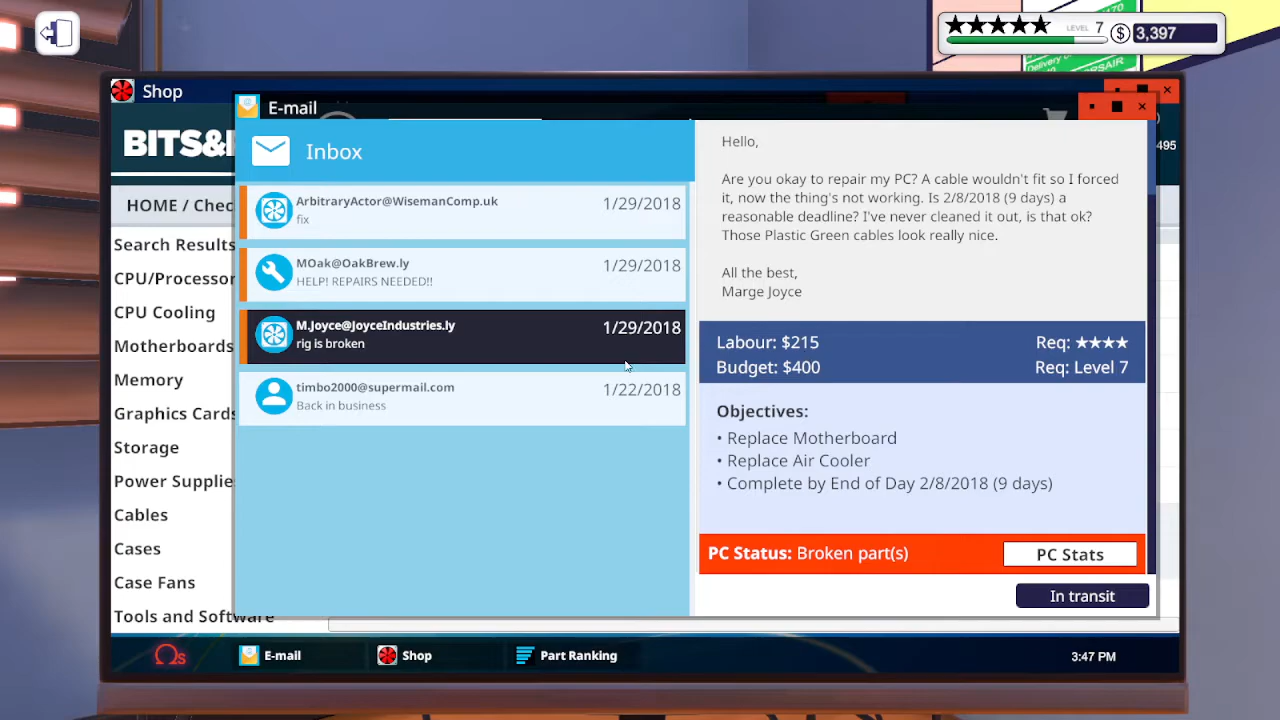 LEVEL 7 $ 3,397
Shop
E-mail
BITS&
Inbox
HOME / Chec
Search Results
CPU/Processor
CPU Cooling
Motherboards
Memory
Graphics Cards
Storage
Power Supplie
Cables
Cases
Case Fans
Tools and Software
495
ArbitraryActor@WisemanComp.uk 1/29/2018
fix
MOak@OakBrew.ly 1/29/2018
HELP! REPAIRS NEEDED!!
M.Joyce@JoyceIndustries.ly 1/29/2018
rig is broken
timbo2000@supermail.com 1/22/2018
Back in business
Hello,
Are you okay to repair my PC? A cable wouldn't fit so I forced
it, now the thing's not working. Is 2/8/2018 (9 days) a
reasonable deadline? I've never cleaned it out, is that ok?
Those Plastic Green cables look really nice.
All the best,
Marge Joyce
Labour: $215 Req: ★★★★
Budget: $400 Req: Level 7
Objectives:
• Replace Motherboard
• Replace Air Cooler
• Complete by End of Day 2/8/2018 (9 days)
PC Status: Broken part(s) PC Stats
In transit
E-mail Shop Part Ranking 3:47 PM